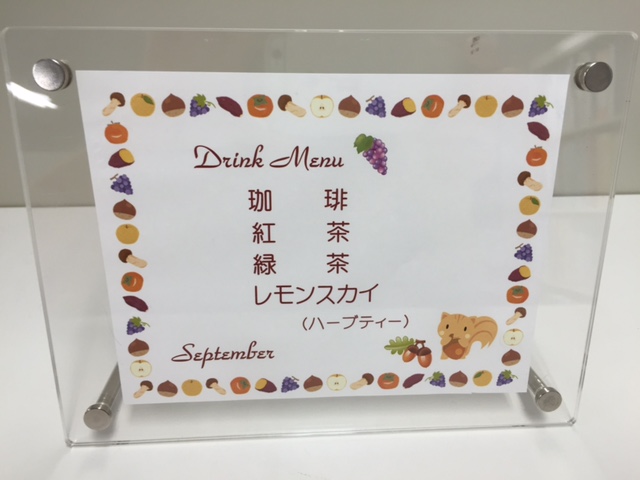 Drink Menu
珈 琲
紅 茶
緑 茶
レモンスカイ
(ハーブティー)
September